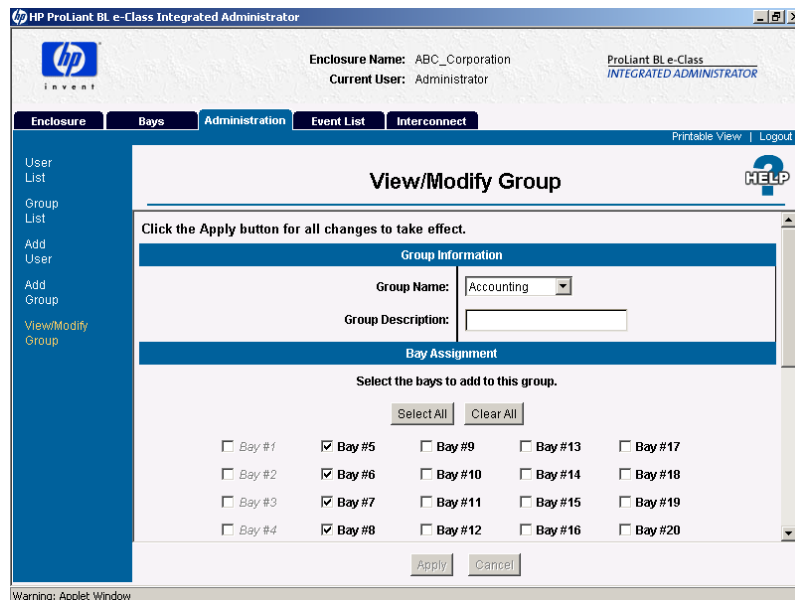 HP ProLiant BL e-Class Integrated Administrator
hp
invent
Enclosure Name: ABC_Corporation
Current User: Administrator
ProLiant BL e-Class
INTEGRATED ADMINISTRATOR
Enclosure Bays Administration Event List Interconnect
Printable View | Logout
User
List
Group
List
Add
User
Add
Group
View/Modify
Group
View/Modify Group
HELP
Click the Apply button for all changes to take effect.
Group Information
Group Name: Accounting
Group Description:
Bay Assignment
Select the bays to add to this group.
Select All Clear All
Bay #1 Bay #5 Bay #9 Bay #13 Bay #17
Bay #2 Bay #6 Bay #10 Bay #14 Bay #18
Bay #3 Bay #7 Bay #11 Bay #15 Bay #19
Bay #4 Bay #8 Bay #12 Bay #16 Bay #20
Apply Cancel
Warning: Applet Window